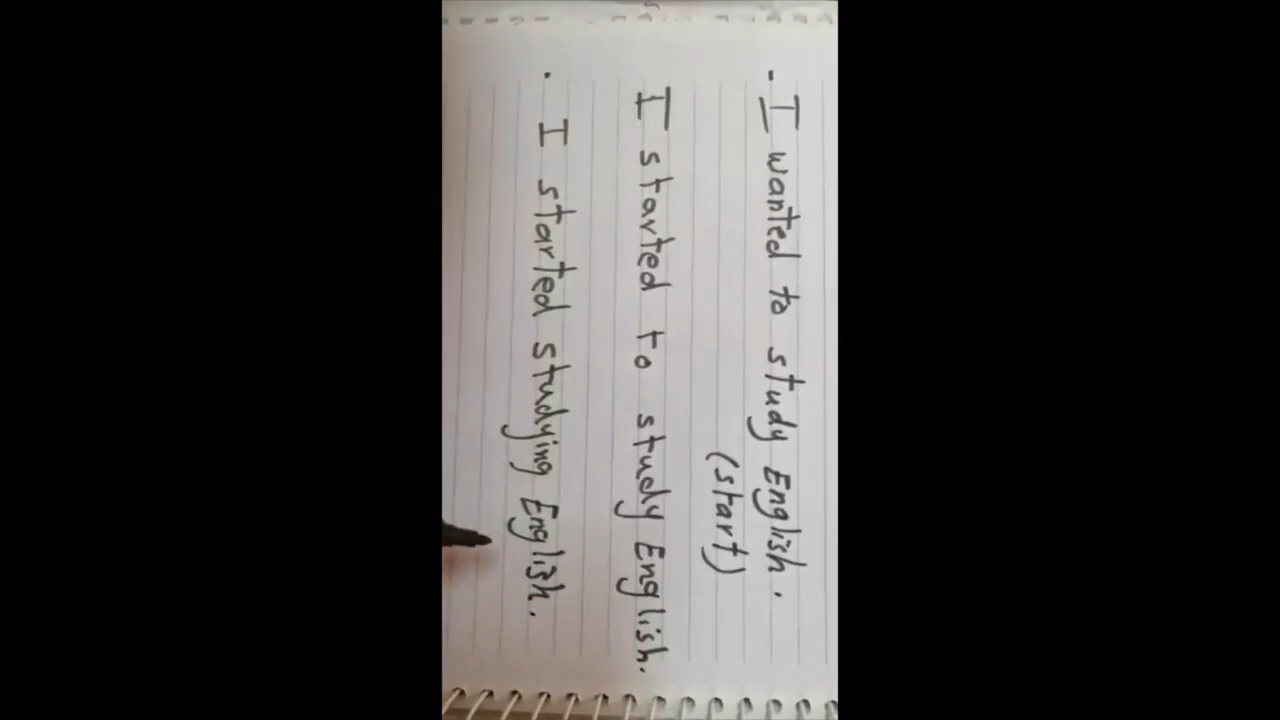 - I wanted to study English.
(start)
I started to study English.
. I started studying English.